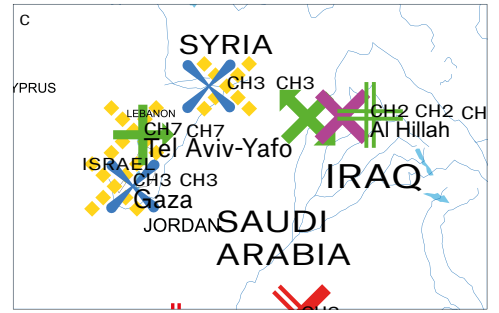 C
SYRIA
CH3 CH3
YPRUS
LEBANON
CH2 CH2 CH
CH7 CH7
Al Hillah
Tel Aviv-Yafo
ISRAEL
IRAQ
CH3 CH3
Gaza
JORDAN
SAUDI
ARABIA